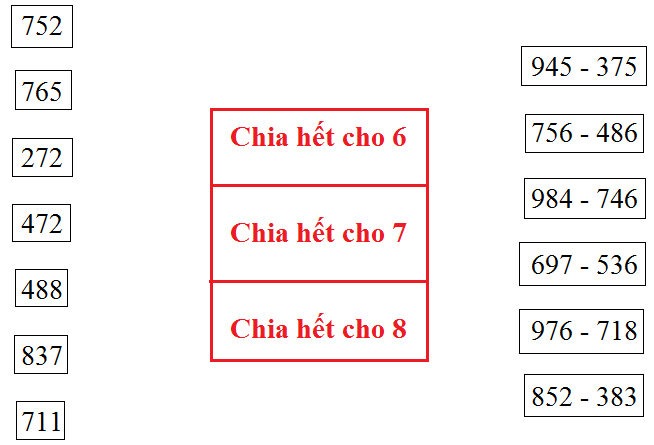 752
765
272
472
488
837
711
Chia hết cho 6
Chia hết cho 7
Chia hết cho 8
945 - 375
756 - 486
984 - 746
697 - 536
976 - 718
852 - 383